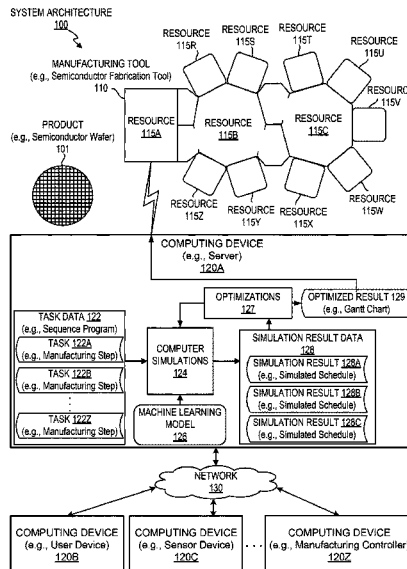 SYSTEM ARCHITECTURE
100
MANUFACTURING TOOL
(e.g., Semiconductor Fabrication Tool)
110
PRODUCT
(e.g., Semiconductor Wafer)
101
RESOURCE
115A
RESOURCE
115B
RESOURCE
115C
RESOURCE
115R
RESOURCE
115S
RESOURCE
115T
RESOURCE
115U
RESOURCE
115V
RESOURCE
115W
RESOURCE
115X
RESOURCE
115Y
RESOURCE
115Z
COMPUTING DEVICE
(e.g., Server)
120A
OPTIMIZATIONS
127
OPTIMIZED RESULT 129
(e.g., Gantt Chart)
TASK DATA 122
(e.g., Sequence Program)
TASK 122A
(e.g., Manufacturing Step)
TASK 122B
(e.g., Manufacturing Step)
TASK 122Z
(e.g., Manufacturing Step)
COMPUTER
SIMULATIONS
124
MACHINE LEARNING
MODEL
126
SIMULATION RESULT DATA
128
SIMULATION RESULT 128A
(e.g., Simulated Schedule)
SIMULATION RESULT 128B
(e.g., Simulated Schedule)
SIMULATION RESULT 128C
(e.g., Simulated Schedule)
NETWORK
130
COMPUTING DEVICE
(e.g., User Device)
120B
COMPUTING DEVICE
(e.g., Sensor Device)
120C
COMPUTING DEVICE
(e.g., Manufacturing Controller)
120Z